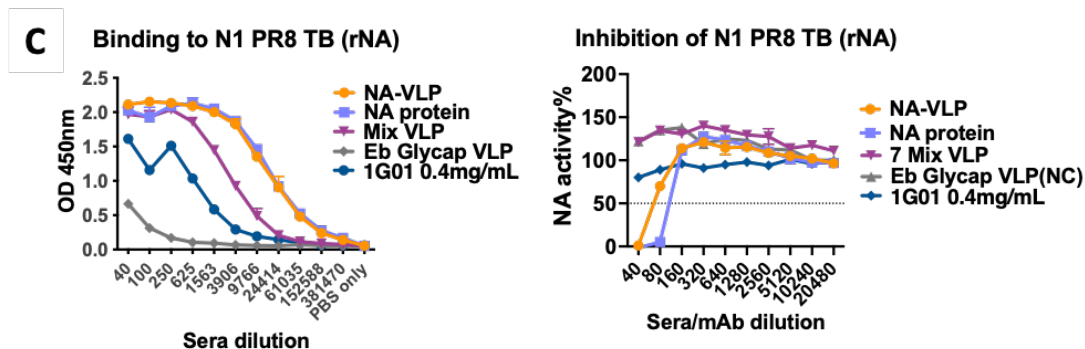 C
Binding to N1 PR8 TB (rNA)
OD 450nm
2.5
2.0
1.5
1.0
0.5
0.0
40
100
250
625
1563
3906
9766
24414
61035
152588
381470
PBS only
Sera dilution
NA-VLP
NA protein
Mix VLP
Eb Glycap VLP
1G01 0.4mg/mL
Inhibition of N1 PR8 TB (rNA)
NA activity%
200
150
100
50
0
40
80
160
320
640
1280
2560
5120
10240
20480
Sera/mAb dilution
NA-VLP
NA protein
7 Mix VLP
Eb Glycap VLP(NC)
1G01 0.4mg/mL